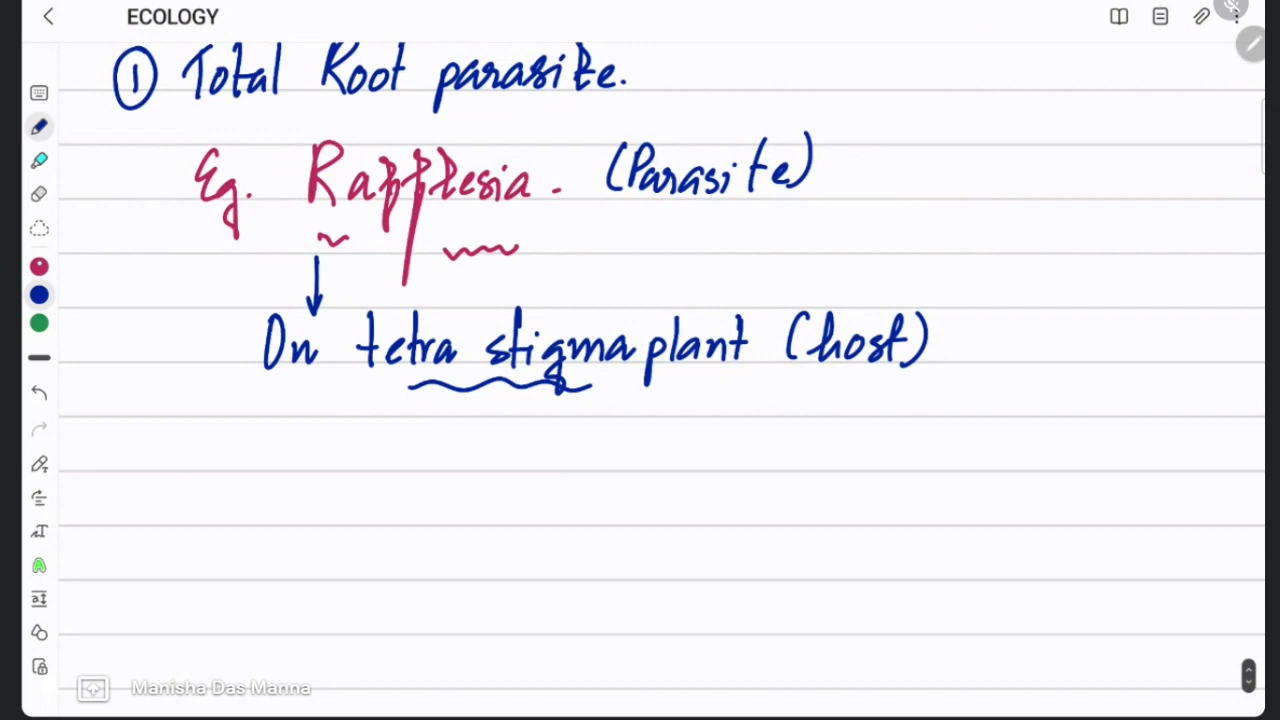 ECOLOGY
① Total Root parasite.
Eg. Rafflesia. (Parasite)
On tetra stigma plant (host)
Manisha Das Manna